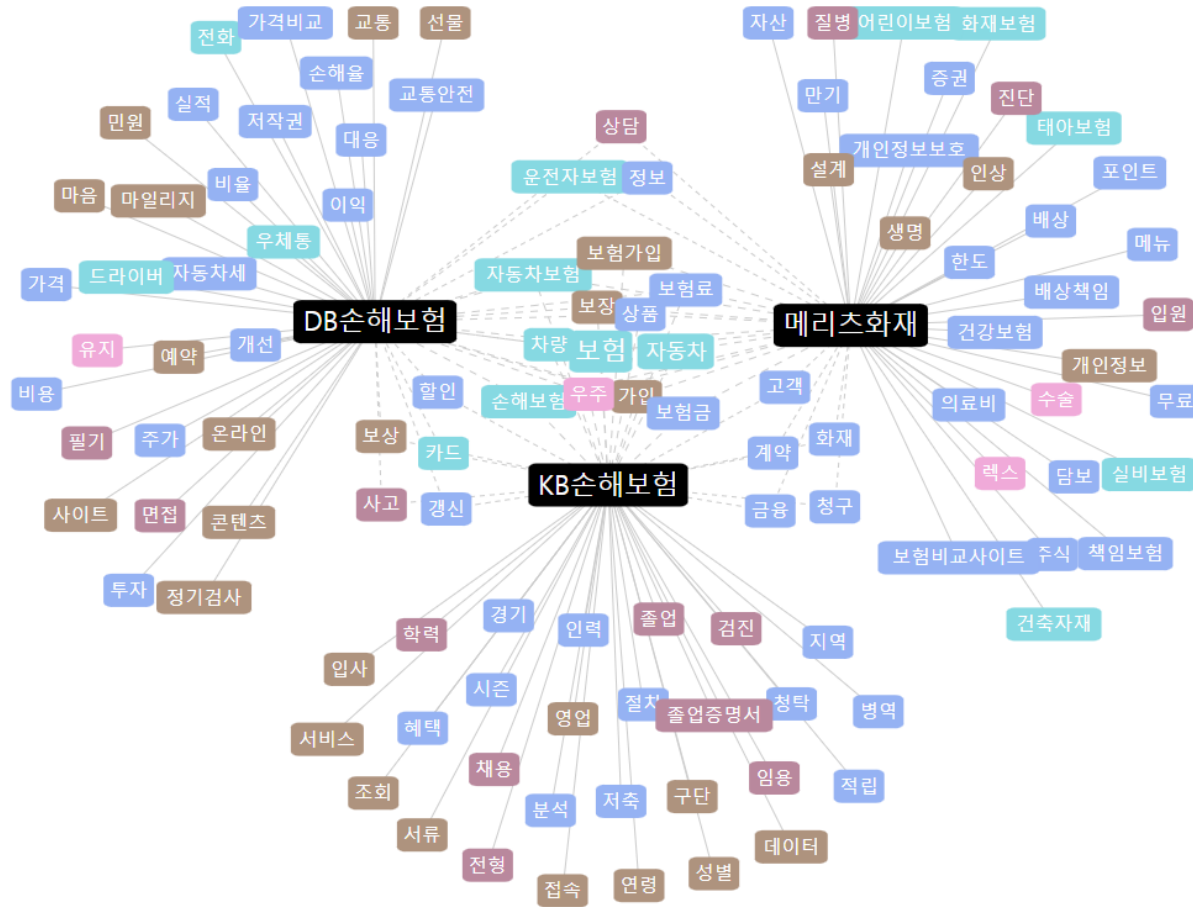 가격비교
교통
선물
전화
손해율
교통안전
실적
저작권
대응
민원
마음
마일리지
비율
이익
우체통
가격
드라이버
자동차세
DB손해보험
유지
예약
개선
비용
필기
주가
온라인
사이트
면접
콘텐츠
투자
정기검사
상담
운전자보험
정보
보험가입
자동차보험
보험료
보장
상품
차량
보험
자동차
할인
손해보험
우주
가입
보험금
고객
보상
카드
계약
화재
사고
갱신
금융
청구
KB손해보험
자산
질병
어린이보험
화재보험
만기
증권
진단
태아보험
개인정보보호
설계
인상
포인트
생명
배상
한도
메뉴
배상책임
메리츠화재
건강보험
입원
개인정보
의료비
수술
무료
렉스
담보
실비보험
보험비교사이트
주식
책임보험
건축자재
학력
경기
인력
졸업
검진
지역
입사
시즌
절차
졸업증명서
청탁
병역
서비스
혜택
영업
조회
채용
분석
저축
구단
임용
적립
서류
전형
접속
연령
성별
데이터